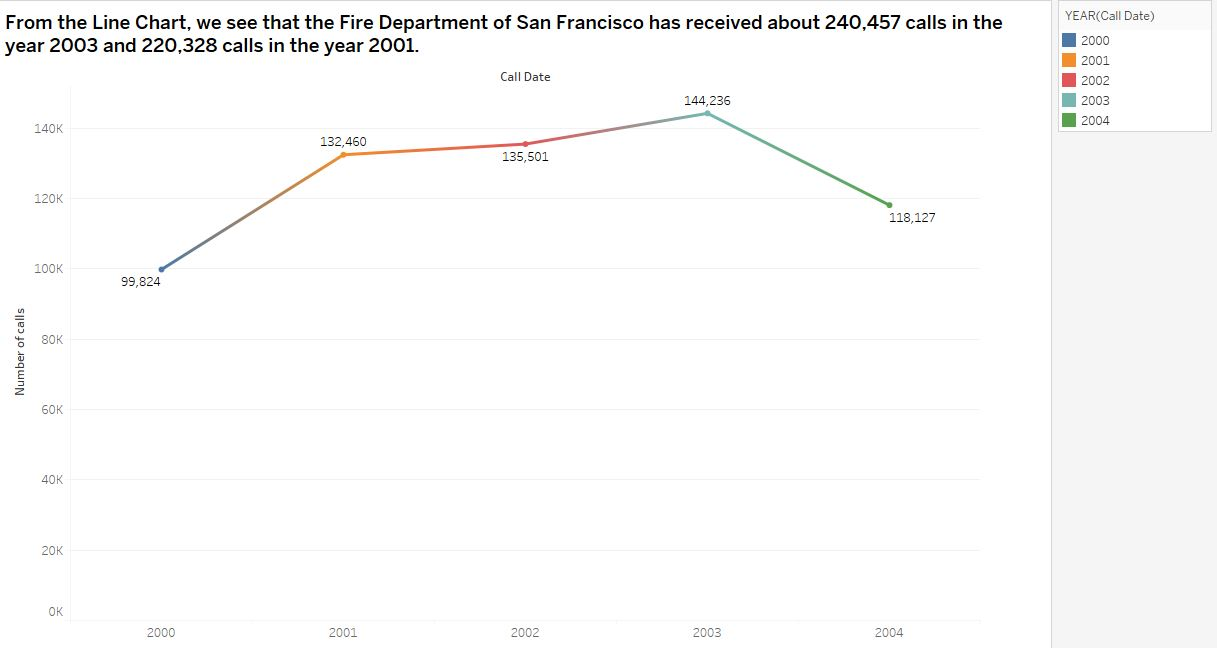 From the Line Chart, we see that the Fire Department of San Francisco has received about 240,457 calls in the
year 2003 and 220,328 calls in the year 2001.
Call Date
Number of calls
140K
120K
100K
80K
60K
40K
20K
0K
99,824
132,460
135,501
144,236
118,127
2000
2001
2002
2003
2004
YEAR(Call Date)
2000
2001
2002
2003
2004